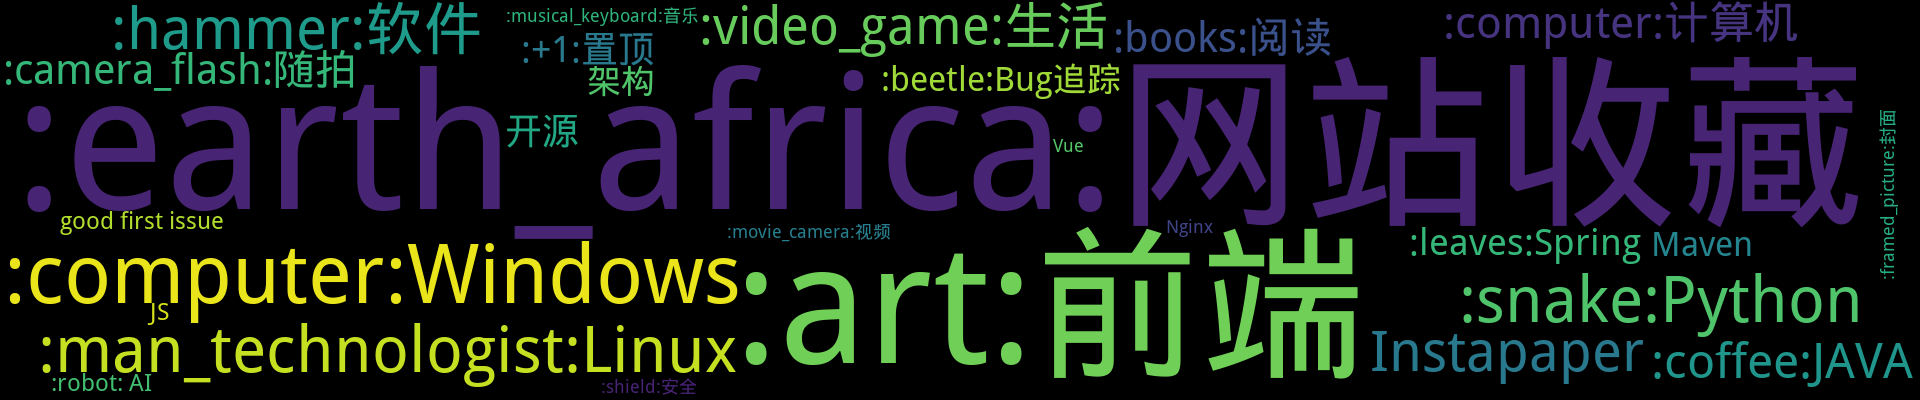 :hammer:软件
:musical_keyboard:音乐
:video_game:生活
:books:阅读
:computer:计算机
:camera_flash:随拍
:+1:置顶
架构
:beetle:Bug追踪
:earth_africa:网站收藏
开源
Vue
:framed_picture:封面
good first issue
:movie_camera:视频
Nginx
:leaves:Spring
Maven
:computer:Windows
Js
:art:前端
:snake:Python
:man_technologist:Linux
Instapaper
:coffee:JAVA
:robot: AI
:shield:安全